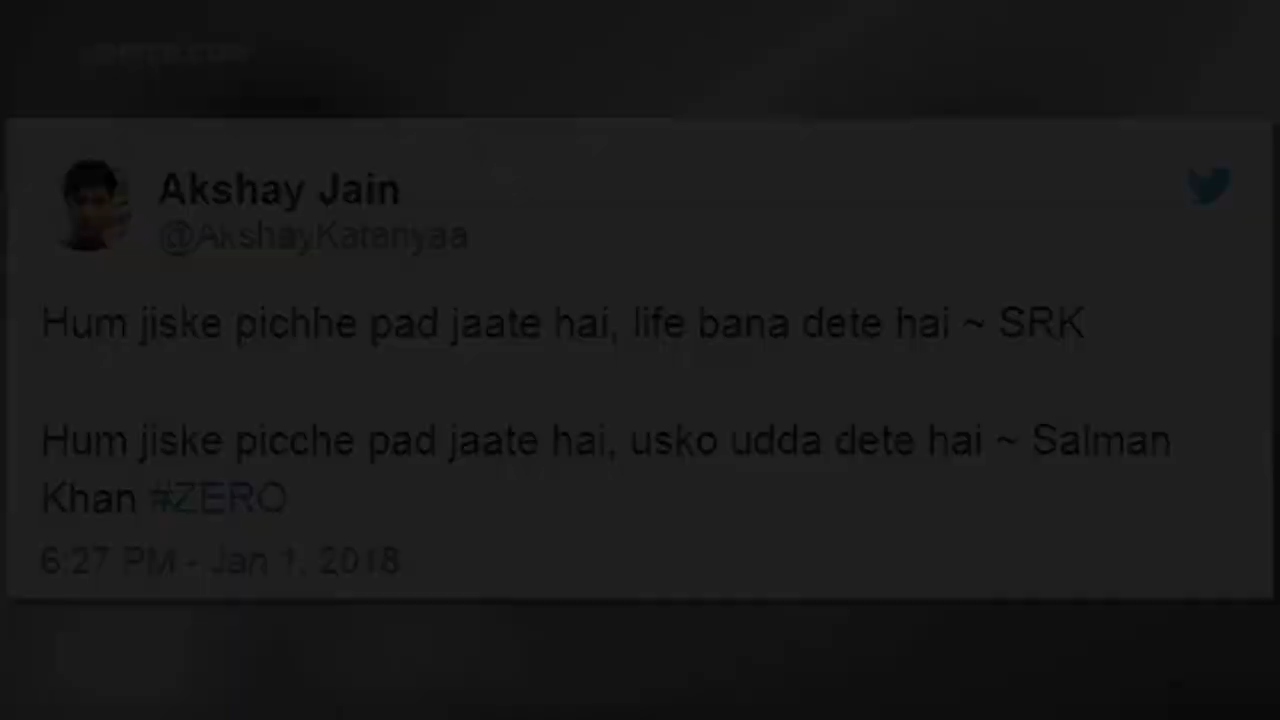 Akshay Jain
@AkshayKatanyaa
Hum jiske pichhe pad jaate hai, life bana dete hai ~ SRK
Hum jiske picche pad jaate hai, usko udda dete hai ~ Salman
Khan #ZERO
6:27 PM - Jan 1, 2018